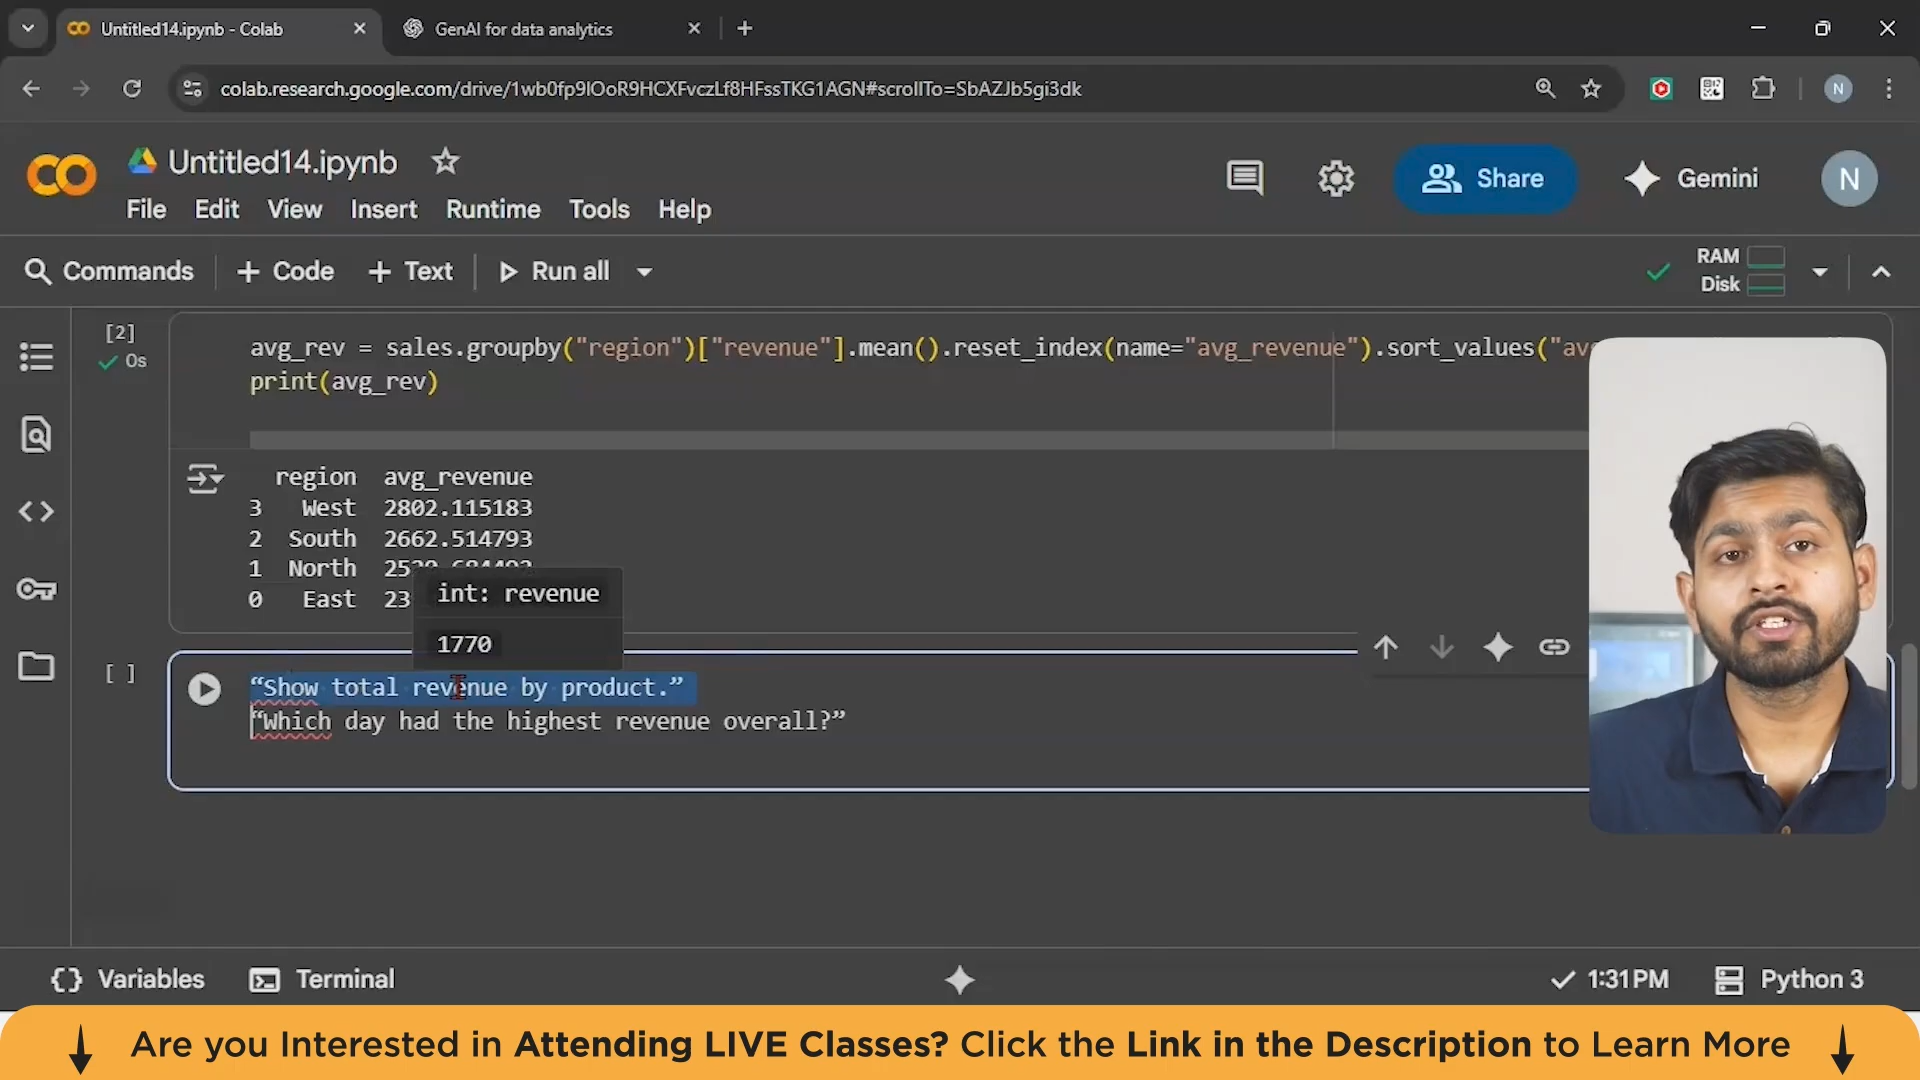 Untitled14.ipynb - Colab
GenAI for data analytics
colab.research.google.com/drive/1wb0fp9lOoR9HCXFvczLf8HFssTKG1AGN#scrollTo=SbAZJb5gi3dk
N
Untitled14.ipynb
File Edit View Insert Runtime Tools Help
Share
Gemini
N
Commands
+ Code + Text
Run all
RAM
Disk
[2]
0s
avg_rev = sales.groupby("region")["revenue"].mean().reset_index(name="avg_revenue").sort_values("av
print(avg_rev)
region avg_revenue
3 West 2802.115183
2 South 2662.514793
1 North
0 East 23
int: revenue
1770
[ ]
“Show total revenue by product.”
“Which day had the highest revenue overall?”
{} Variables
Terminal
1:31 PM
Python 3
Are you Interested in Attending LIVE Classes? Click the Link in the Description to Learn More